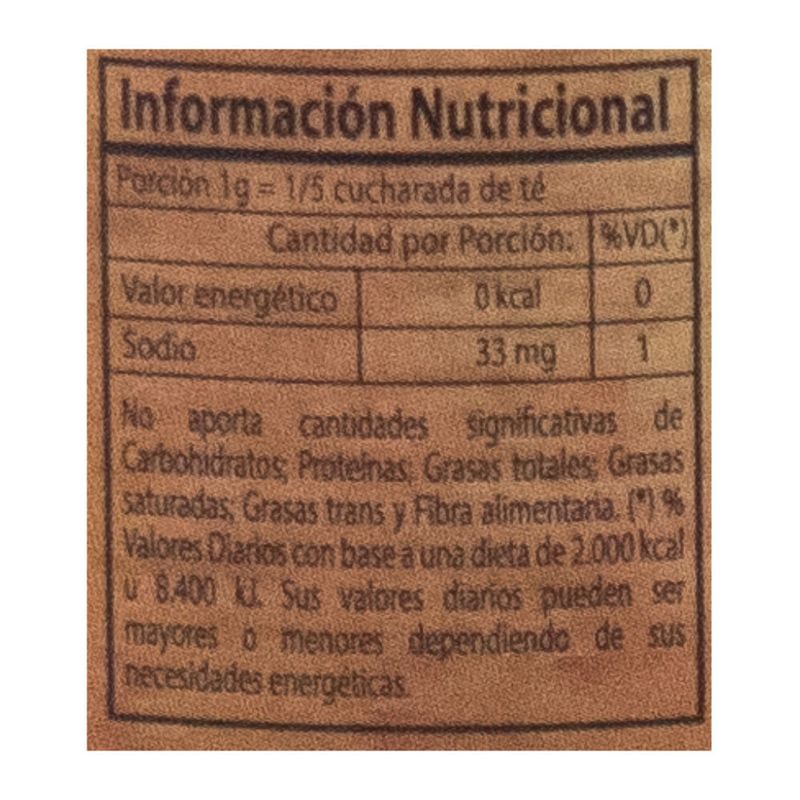 Información Nutricional
Porción 1g = 1/5 cucharada de té
Cantidad por Porción: %VD(*)
Valor energético 0 kcal 0
Sodio 33 mg 1
No aporta cantidades significativas de
Carbohidratos; Proteínas; Grasas totales; Grasas
saturadas; Grasas trans y Fibra alimentaria. (*) %
Valores Diarios con base a una dieta de 2.000 kcal
u 8.400 kJ. Sus valores diarios pueden ser
mayores o menores dependiendo de sus
necesidades energéticas.